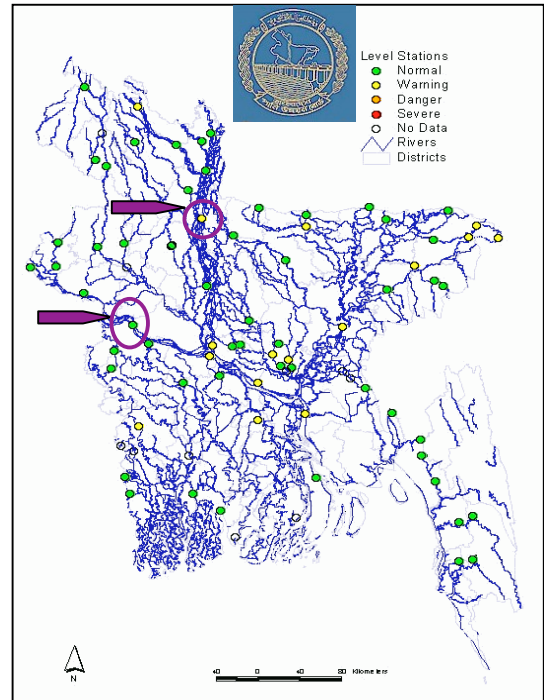 Level Stations
Normal
Warning
Danger
Severe
No Data
Rivers
Districts
N
40 0 40 80 Kilometers